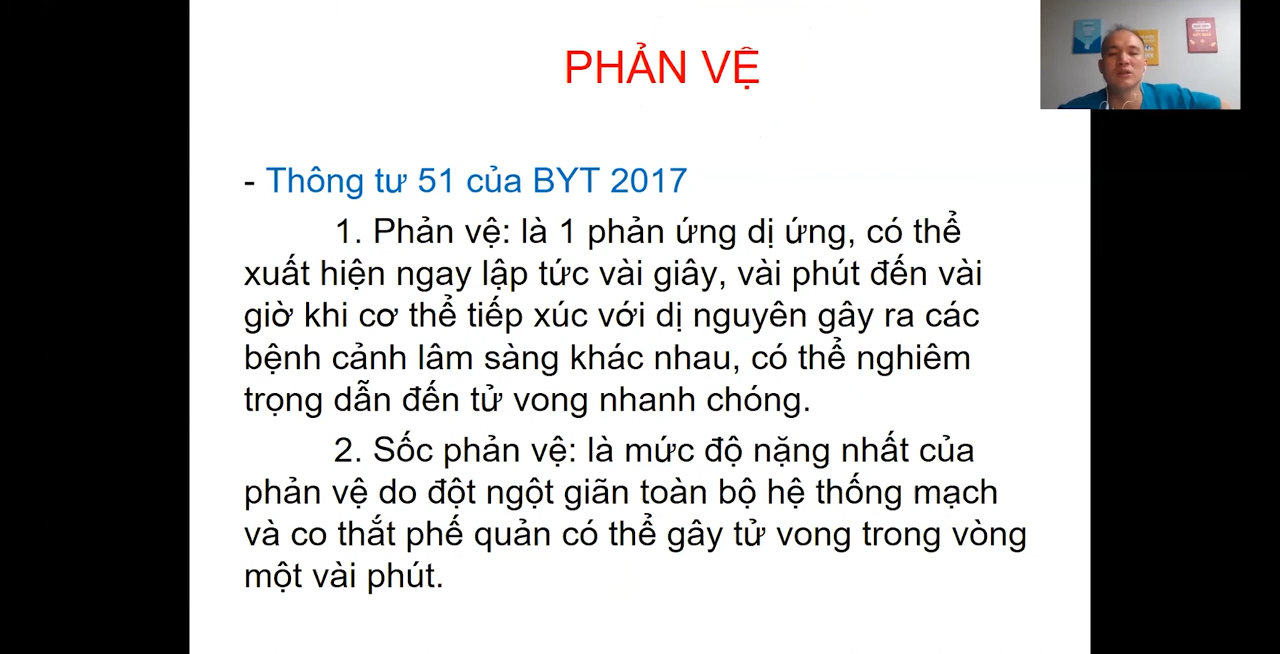 PHẢN VỆ
- Thông tư 51 của BYT 2017
1. Phản vệ: là 1 phản ứng dị ứng, có thể
xuất hiện ngay lập tức vài giây, vài phút đến vài
giờ khi cơ thể tiếp xúc với dị nguyên gây ra các
bệnh cảnh lâm sàng khác nhau, có thể nghiêm
trọng dẫn đến tử vong nhanh chóng.
2. Sốc phản vệ: là mức độ nặng nhất của
phản vệ do đột ngột giãn toàn bộ hệ thống mạch
và co thắt phế quản có thể gây tử vong trong vòng
một vài phút.